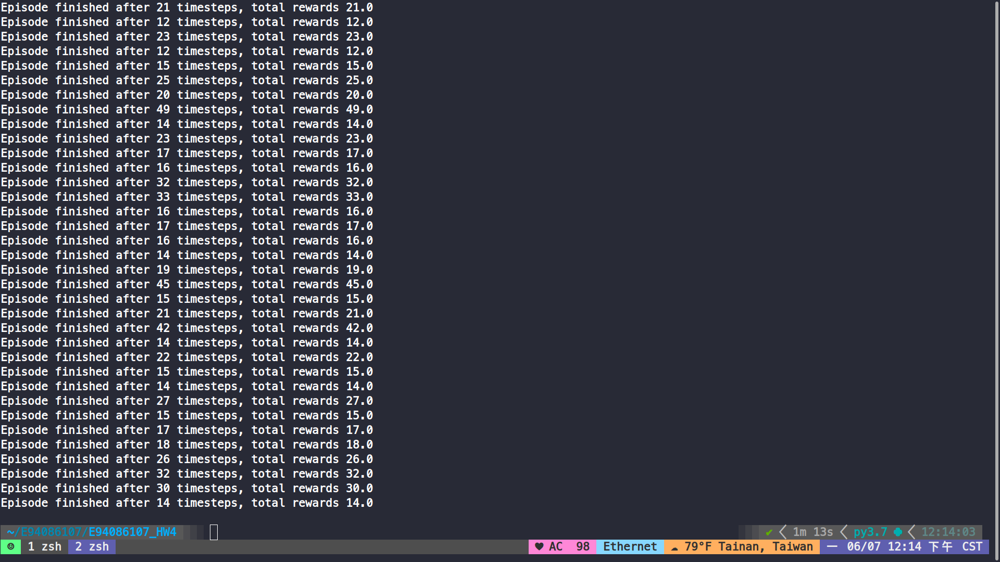 Episode finished after 21 timesteps, total rewards 21.0
Episode finished after 12 timesteps, total rewards 12.0
Episode finished after 23 timesteps, total rewards 23.0
Episode finished after 12 timesteps, total rewards 12.0
Episode finished after 15 timesteps, total rewards 15.0
Episode finished after 25 timesteps, total rewards 25.0
Episode finished after 20 timesteps, total rewards 20.0
Episode finished after 49 timesteps, total rewards 49.0
Episode finished after 14 timesteps, total rewards 14.0
Episode finished after 23 timesteps, total rewards 23.0
Episode finished after 17 timesteps, total rewards 17.0
Episode finished after 16 timesteps, total rewards 16.0
Episode finished after 32 timesteps, total rewards 32.0
Episode finished after 33 timesteps, total rewards 33.0
Episode finished after 16 timesteps, total rewards 16.0
Episode finished after 17 timesteps, total rewards 17.0
Episode finished after 16 timesteps, total rewards 16.0
Episode finished after 14 timesteps, total rewards 14.0
Episode finished after 19 timesteps, total rewards 19.0
Episode finished after 45 timesteps, total rewards 45.0
Episode finished after 15 timesteps, total rewards 15.0
Episode finished after 21 timesteps, total rewards 21.0
Episode finished after 42 timesteps, total rewards 42.0
Episode finished after 14 timesteps, total rewards 14.0
Episode finished after 22 timesteps, total rewards 22.0
Episode finished after 15 timesteps, total rewards 15.0
Episode finished after 14 timesteps, total rewards 14.0
Episode finished after 27 timesteps, total rewards 27.0
Episode finished after 15 timesteps, total rewards 15.0
Episode finished after 17 timesteps, total rewards 17.0
Episode finished after 18 timesteps, total rewards 18.0
Episode finished after 26 timesteps, total rewards 26.0
Episode finished after 32 timesteps, total rewards 32.0
Episode finished after 30 timesteps, total rewards 30.0
Episode finished after 14 timesteps, total rewards 14.0
~/E94086107/E94086107_HW4 ✔ 1m 13s py3.7 12:14:03
☺ 1 zsh 2 zsh ♥ AC 98 Ethernet ☁ 79°F Tainan, Taiwan 一 06/07 12:14 下午 CST